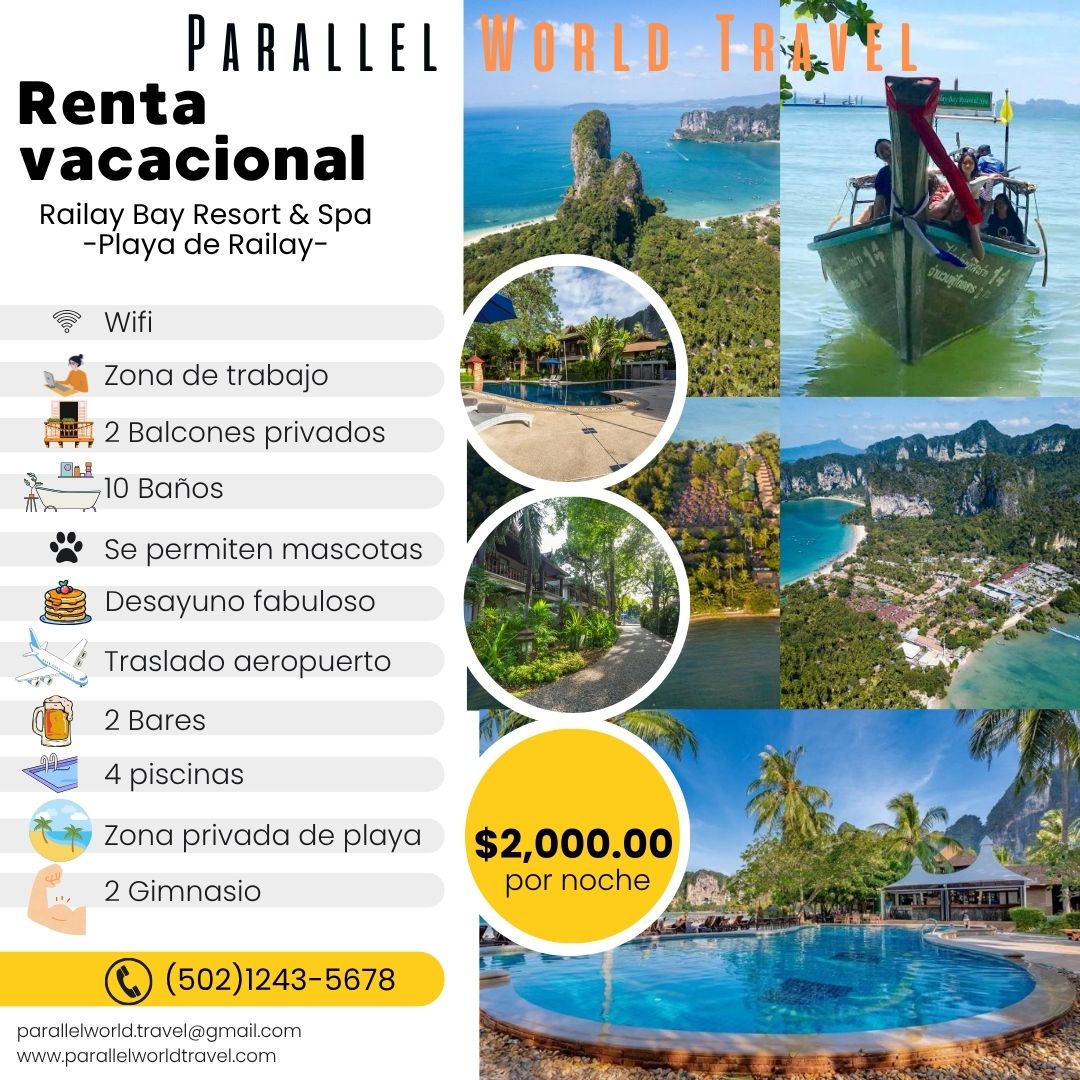 PARALLEL WORLD TRAVEL
Renta
vacacional
Railay Bay Resort & Spa
-Playa de Railay-
Wifi
Zona de trabajo
2 Balcones privados
10 Baños
Se permiten mascotas
Desayuno fabuloso
Traslado aeropuerto
2 Bares
4 piscinas
Zona privada de playa
2 Gimnasio
$2,000.00
por noche
(502)1243-5678
parallelworld.travel@gmail.com
www.parallelworldtravel.com